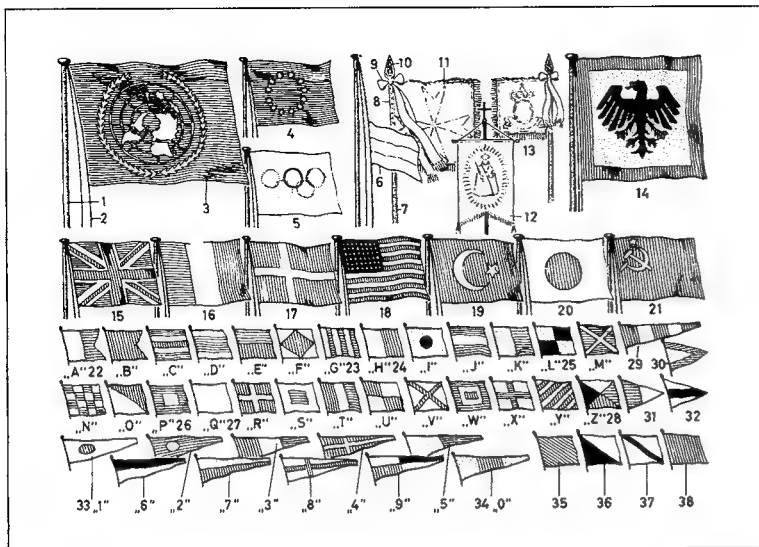 9 10 11
8
4
13
14
1 2 3 5 6 7 12
15 16 17 18 19 20 21
„A“22 „B“ „C“ „D“ „E“ „F“ „G“23 „H“24 „I“ „J“ „K“ „L“25 „M“ 29 30
„N“ „O“ „P“26 „Q“27 „R“ „S“ „T“ „U“ „V“ „W“ „X“ „Y“ „Z“28 31 32
33„1“ „6“ „2“ „7“ „3“ „8“ „4“ „9“ „5“ 34„0“ 35 36 37 38